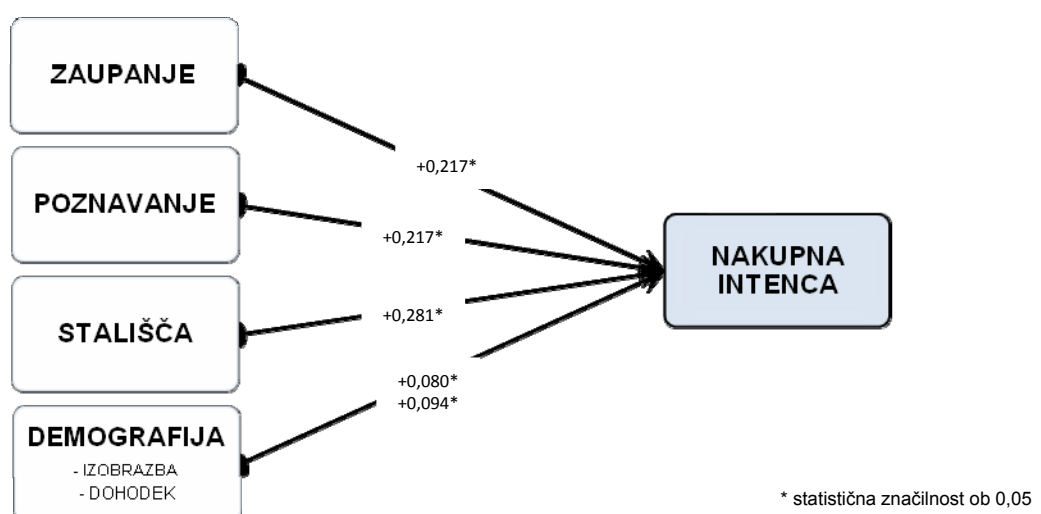 ZAUPANJE
+0,217*
POZNAVANJE
+0,217*
NAKUPNA
INTENCA
STALIŠČA
+0,281*
+0,080*
+0,094*
DEMOGRAFIJA
- IZOBRAZBA
- DOHODEK
* statistična značilnost ob 0,05